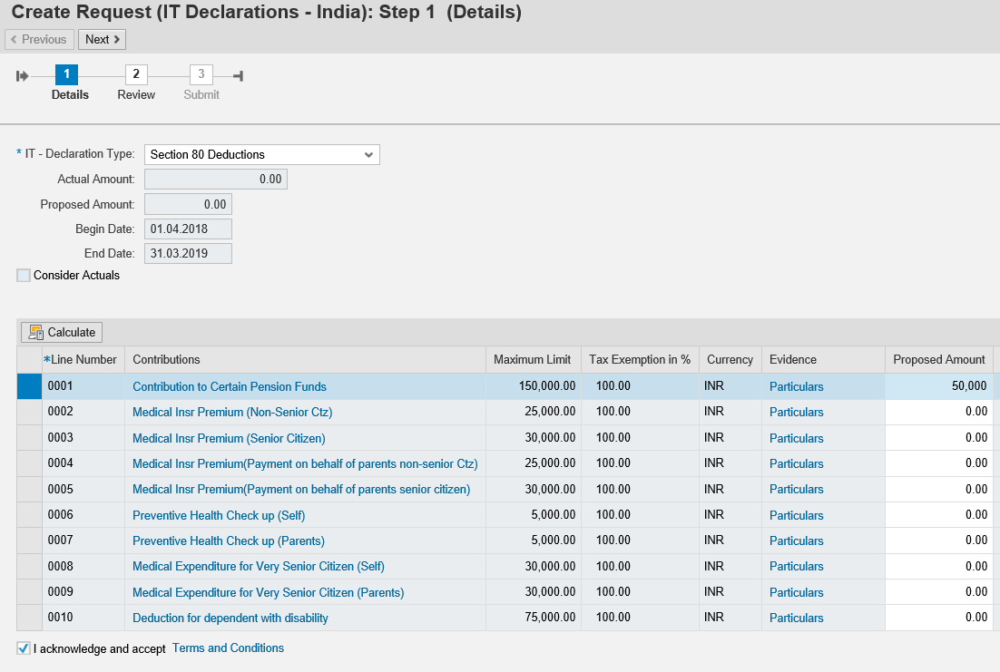 Create Request (IT Declarations - India): Step 1 (Details)
Previous Next
1 2 3
Details Review Submit
* IT - Declaration Type: Section 80 Deductions
Actual Amount: 0.00
Proposed Amount: 0.00
Begin Date: 01.04.2018
End Date: 31.03.2019
Consider Actuals
Calculate
*Line Number Contributions Maximum Limit Tax Exemption in % Currency Evidence Proposed Amount
0001 Contribution to Certain Pension Funds 150,000.00 100.00 INR Particulars 50,000
0002 Medical Insr Premium (Non-Senior Ctz) 25,000.00 100.00 INR Particulars 0.00
0003 Medical Insr Premium (Senior Citizen) 30,000.00 100.00 INR Particulars 0.00
0004 Medical Insr Premium(Payment on behalf of parents non-senior Ctz) 25,000.00 100.00 INR Particulars 0.00
0005 Medical Insr Premium(Payment on behalf of parents senior citizen) 30,000.00 100.00 INR Particulars 0.00
0006 Preventive Health Check up (Self) 5,000.00 100.00 INR Particulars 0.00
0007 Preventive Health Check up (Parents) 5,000.00 100.00 INR Particulars 0.00
0008 Medical Expenditure for Very Senior Citizen (Self) 30,000.00 100.00 INR Particulars 0.00
0009 Medical Expenditure for Very Senior Citizen (Parents) 30,000.00 100.00 INR Particulars 0.00
0010 Deduction for dependent with disability 75,000.00 100.00 INR Particulars 0.00
I acknowledge and accept Terms and Conditions